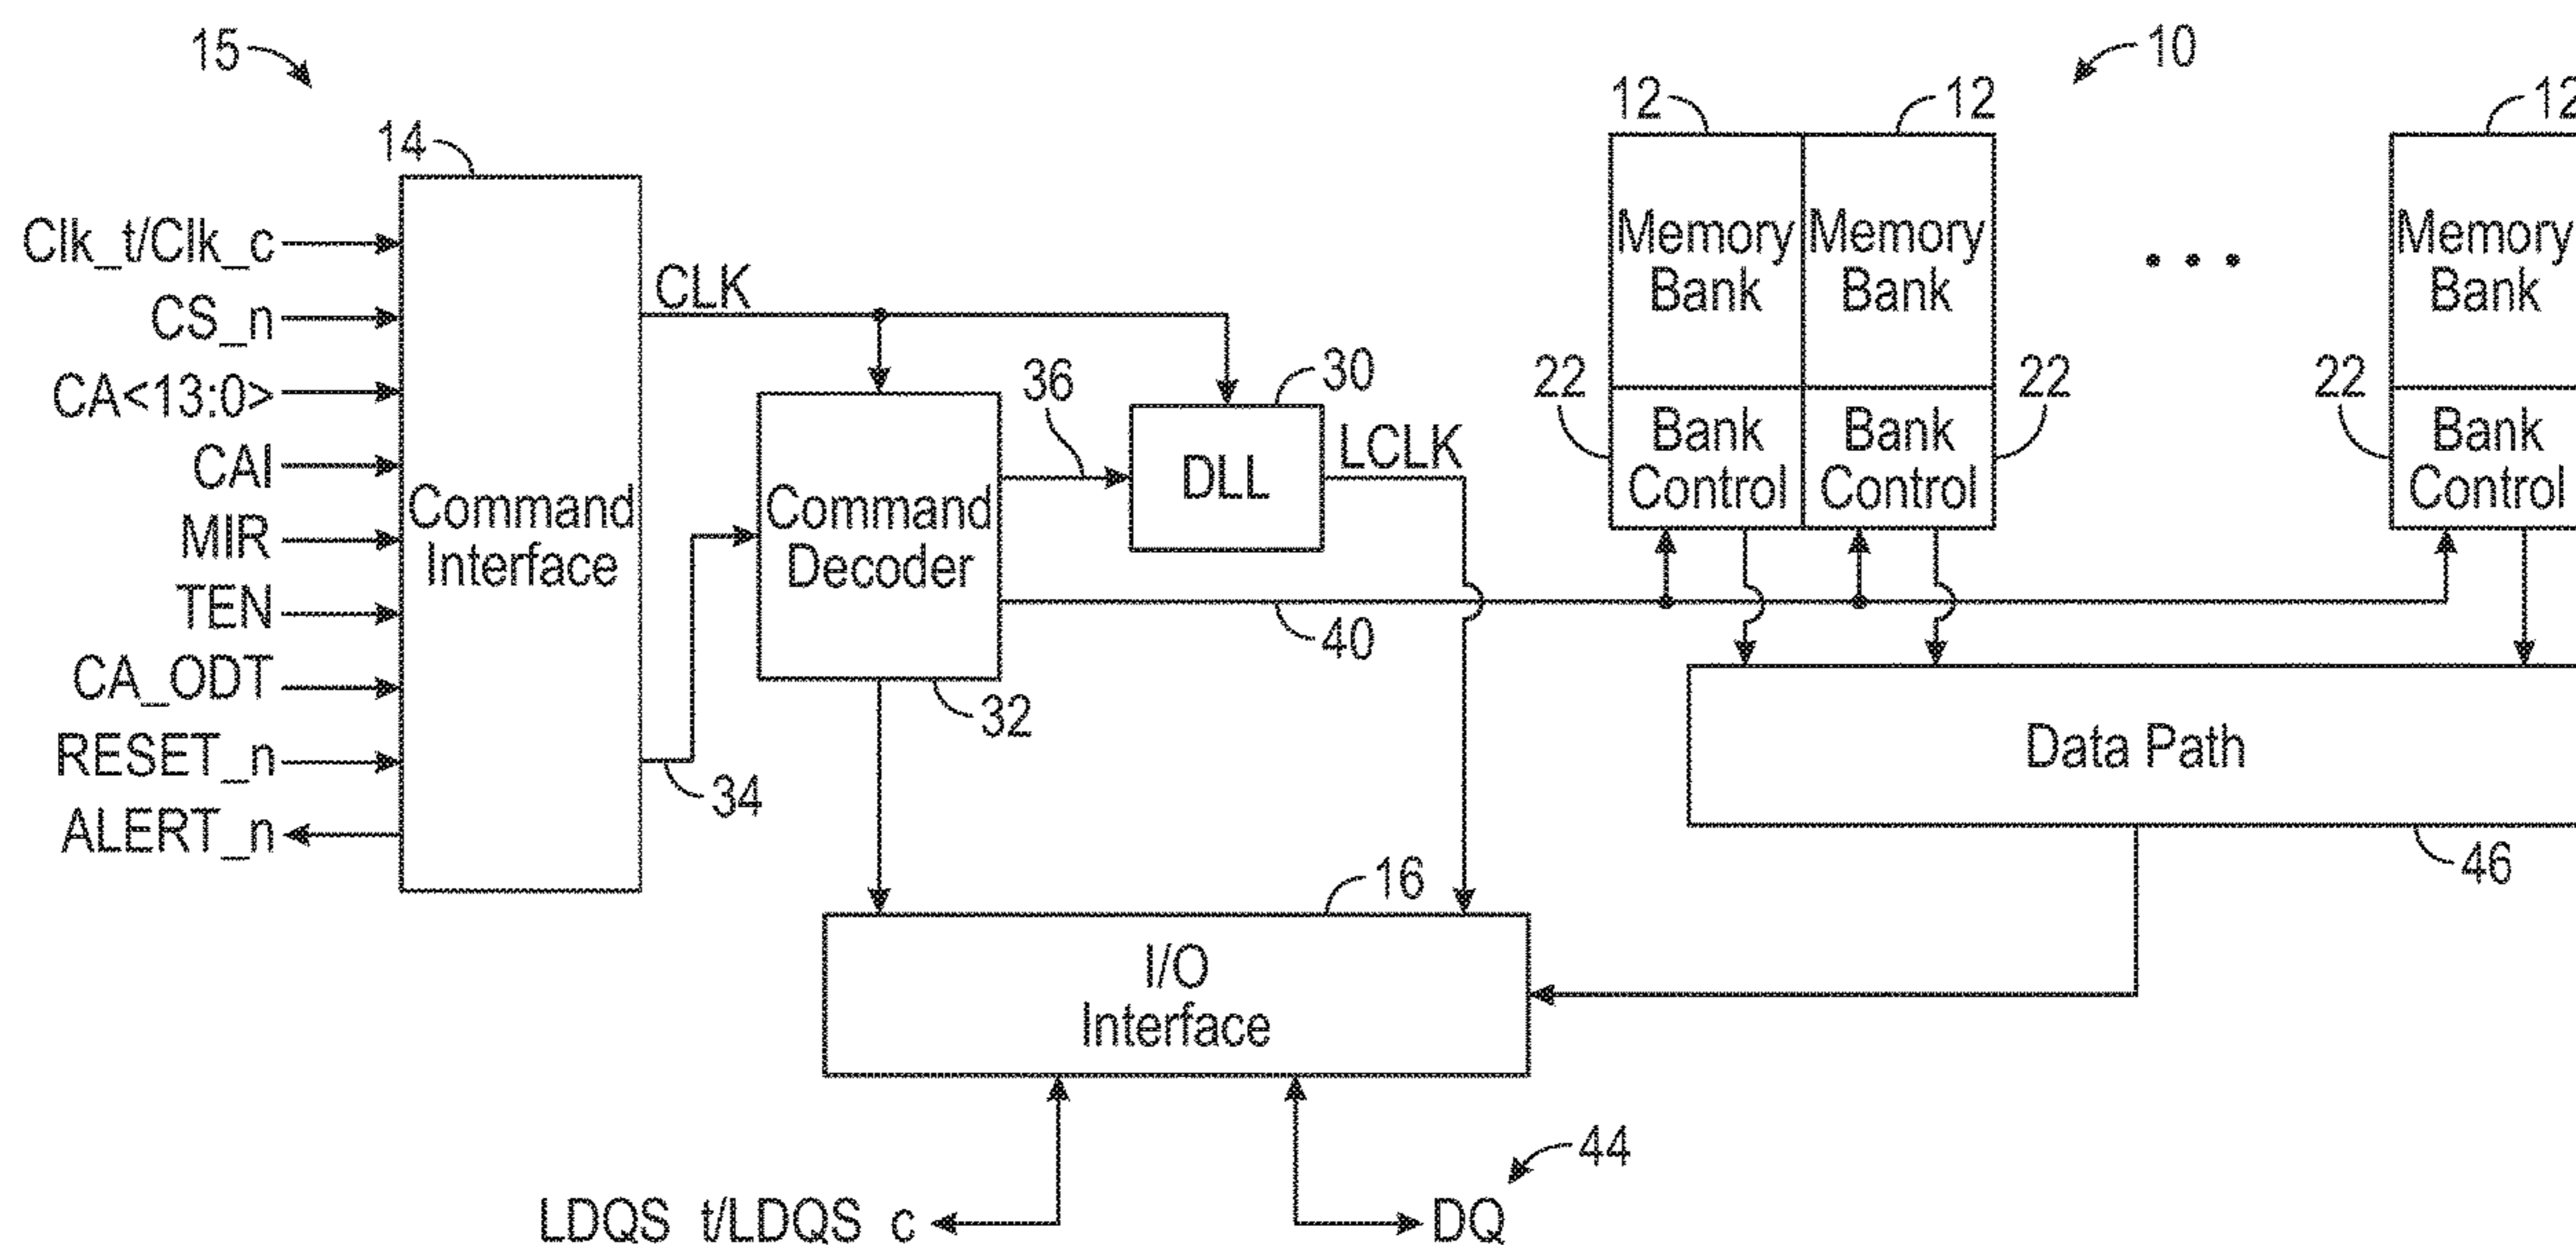 15
10
14
12
12
12
Clk_t/Clk_c
CS_n
CA<13:0>
CAI
MIR
TEN
CA_ODT
RESET_n
ALERT_n
Command
Interface
CLK
36
30
Command
Decoder
DLL
LCLK
34
32
40
Memory
Bank
Memory
Bank
Memory
Bank
22
22
22
Bank
Control
Bank
Control
Bank
Control
Data Path
46
16
I/O
Interface
44
LDQS t/LDQS c
DQ